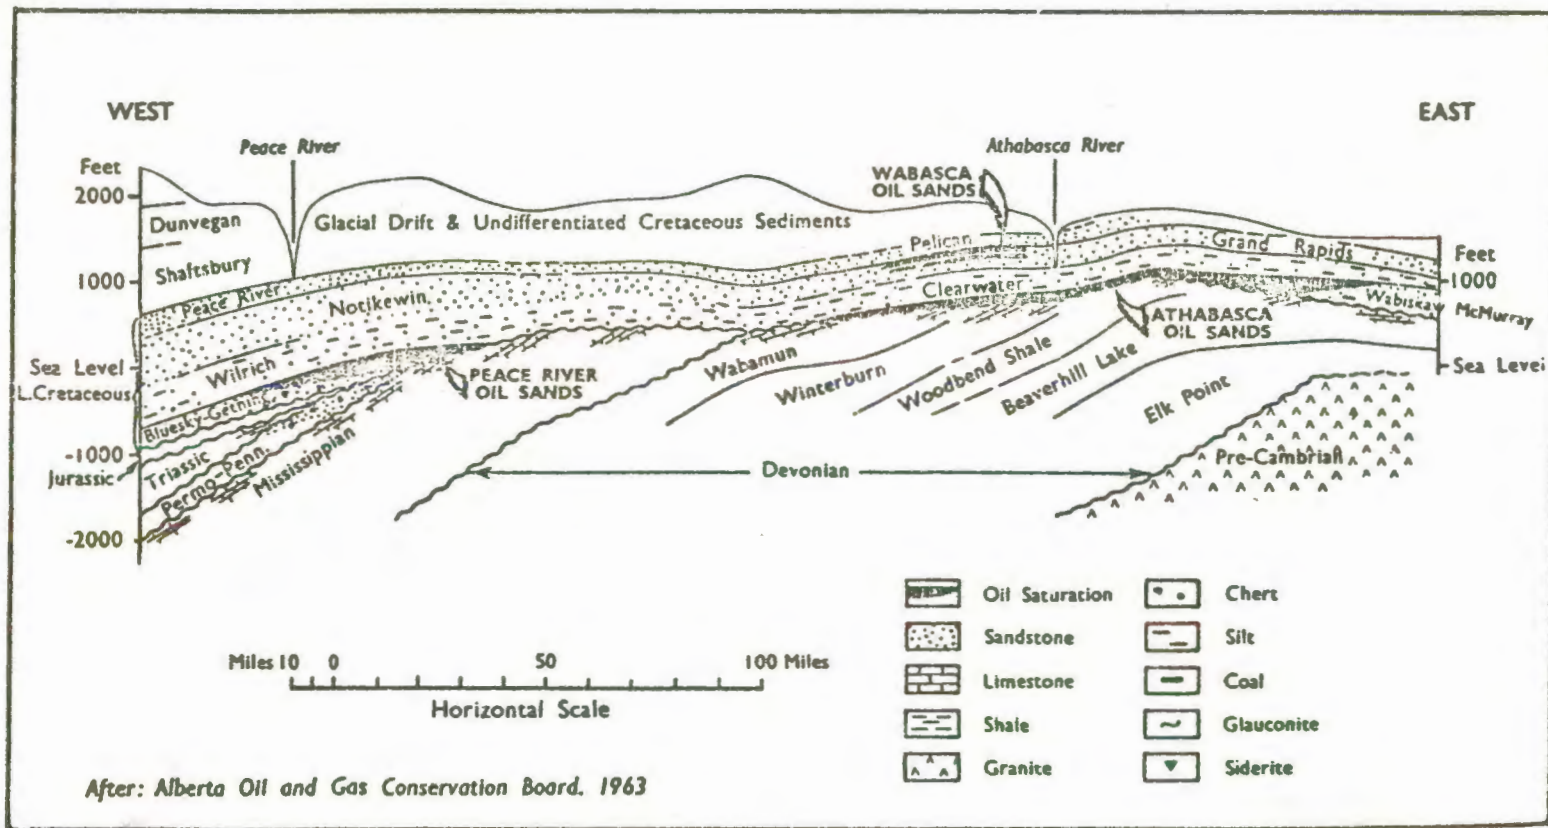 WEST
EAST
Peace River
Athabasca River
Feet
WABASCA
OIL SANDS
2000
Dunvegan
Glacial Drift & Undifferentiated Cretaceous Sediments
Pelican
Grand Rapids
Feet
Shaftsbury
1000
1000
Peace River
Notikewin
Clearwater
Wabiskay
McMurray
ATHABASCA
OIL SANDS
Sea Level
Wilrich
PEACE RIVER
OIL SANDS
Wabamun
Winterburn
Woodbend Shale
Beaverhill Lake
Elk Point
Sea Level
L.Cretaceous
Bluesky-Gething
-1000
Jurassic
Triassic
Permo-Penn.
Mississippian
Devonian
Pre-Cambrian
-2000
Oil Saturation
Chert
Sandstone
Silt
Limestone
Coal
Shale
Glauconite
Granite
Siderite
Miles 10 0 50 100 Miles
Horizontal Scale
After: Alberta Oil and Gas Conservation Board. 1963